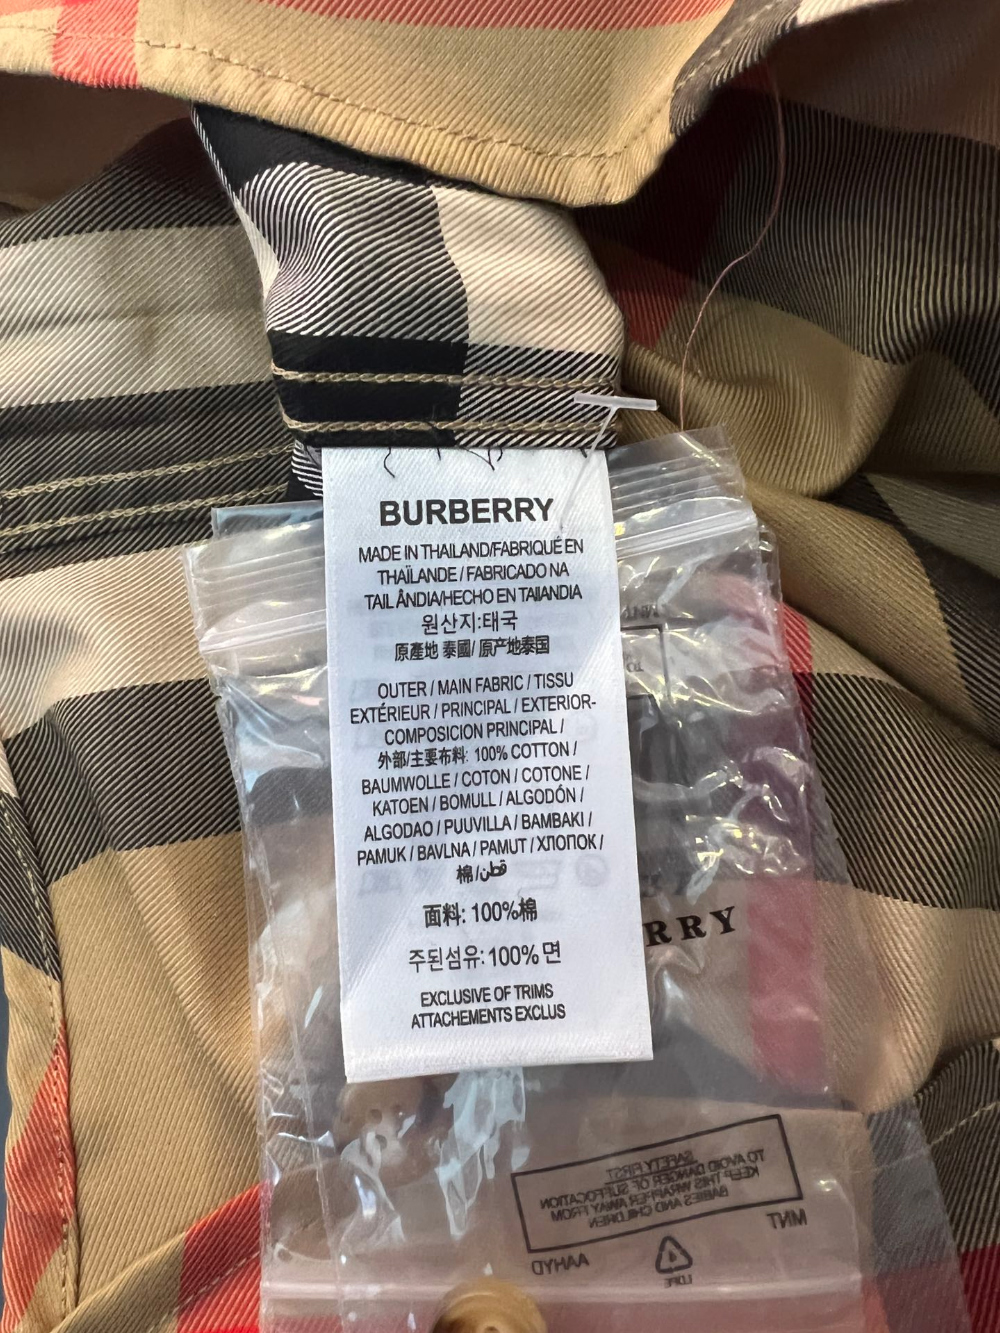 BURBERRY
MADE IN THAILAND/FABRIQUÉ EN
THAÏLANDE / FABRICADO NA
TAIL ÂNDIA/HECHO EN TAILANDIA
원산지:태국
原產地 泰國/ 原产地泰国
OUTER / MAIN FABRIC / TISSU
EXTÉRIEUR / PRINCIPAL / EXTERIOR-
COMPOSICION PRINCIPAL /
外部/主要布料: 100% COTTON /
BAUMWOLLE / COTON / COTONE /
KATOEN / BOMULL / ALGODÓN /
ALGODAO / PUUVILLA / BAMBAKI /
PAMUK / BAVLNA / PAMUT / ХЛОПОК /
棉/قطن
面料: 100%棉
주된섬유: 100% 면
EXCLUSIVE OF TRIMS
ATTACHEMENTS EXCLUS
RRY
SAFETY FIRST
TO AVOID DANGER OF SUFFOCATION
KEEP THIS WRAPPER AWAY FROM
BABIES AND CHILDREN
MNT
AAHYD
LDPE